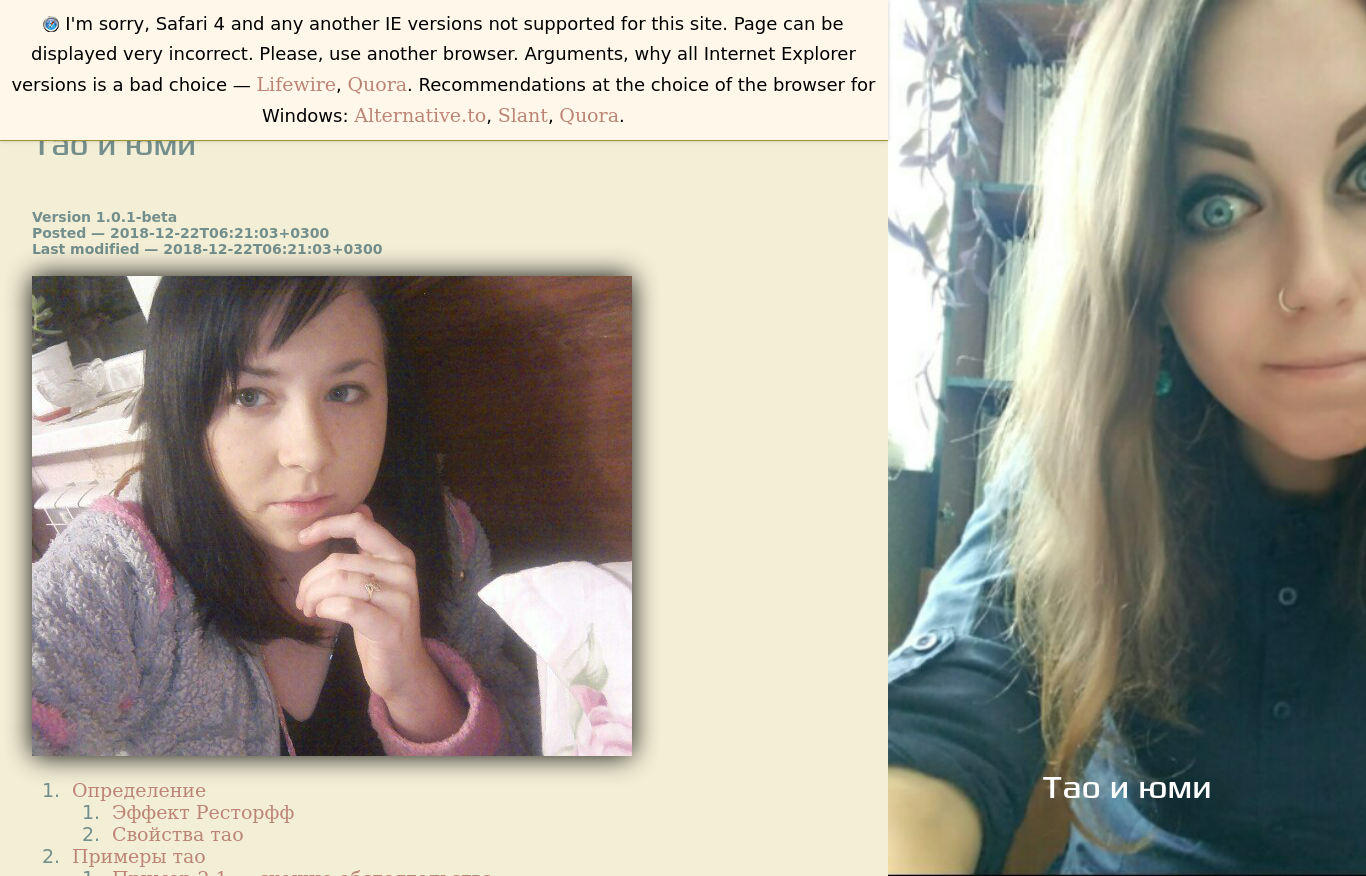 I'm sorry, Safari 4 and any another IE versions not supported for this site. Page can be
displayed very incorrect. Please, use another browser. Arguments, why all Internet Explorer
versions is a bad choice — Lifewire, Quora. Recommendations at the choice of the browser for
Windows: Alternative.to, Slant, Quora.
Тао и юми
Version 1.0.1-beta
Posted — 2018-12-22T06:21:03+0300
Last modified — 2018-12-22T06:21:03+0300
1. Определение
1. Эффект Ресторфф
2. Свойства тао
2. Примеры тао
Тао и юми